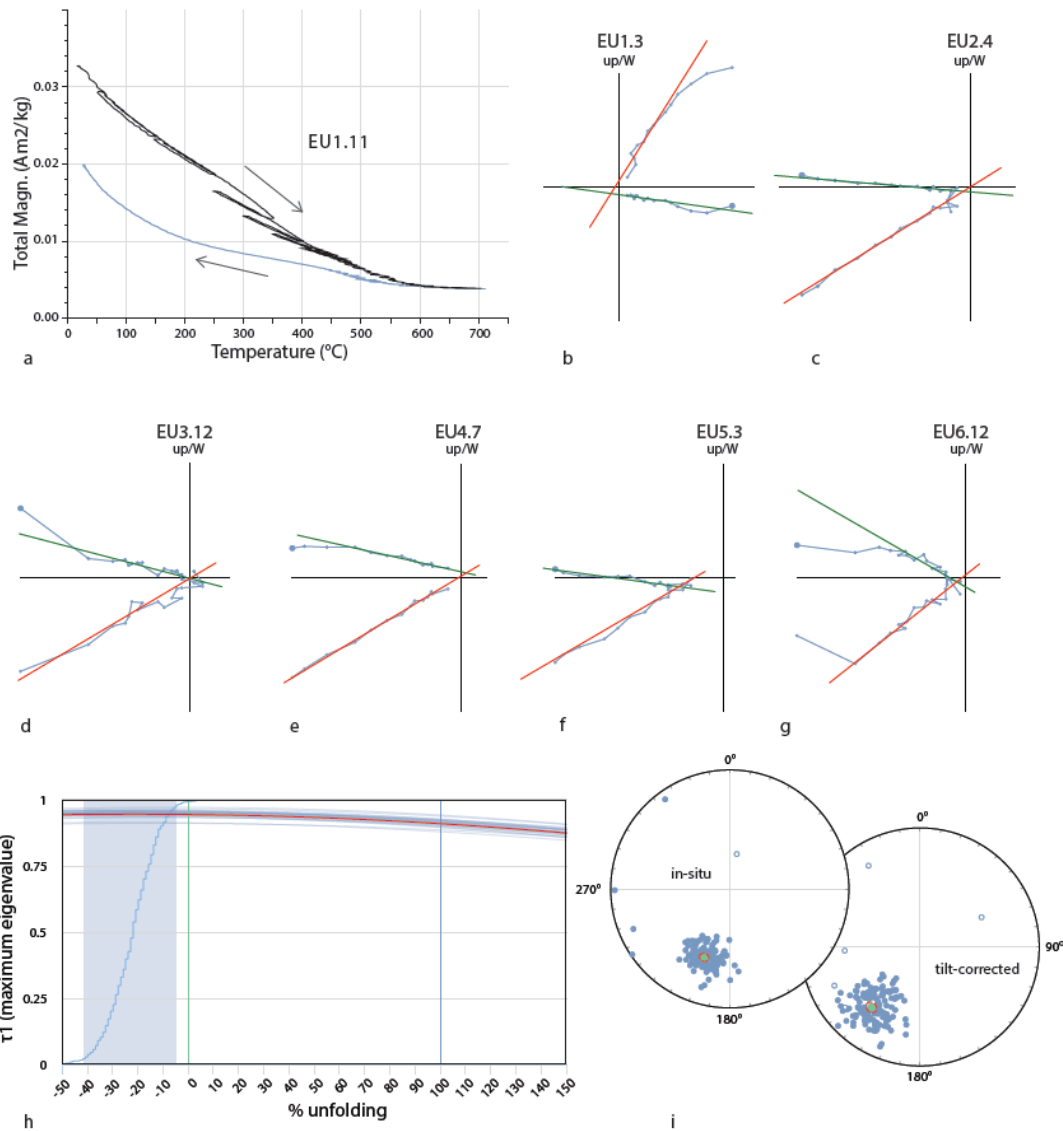 0.03
0.02
0.01
0.00
Total Magn. (Am2/kg)
EU1.11
0 100 200 300 400 500 600 700
Temperature (ºC)
a
EU1.3
up/W
b
EU2.4
up/W
c
EU3.12
up/W
d
EU4.7
up/W
e
EU5.3
up/W
f
EU6.12
up/W
g
τ1 (maximum eigenvalue)
1
0.75
0.5
0.25
0
-50 -40 -30 -20 -10 0 10 20 30 40 50 60 70 80 90 100 110 120 130 140 150
% unfolding
h
0º
270º
in-situ
180º
0º
90º
tilt-corrected
180º
i